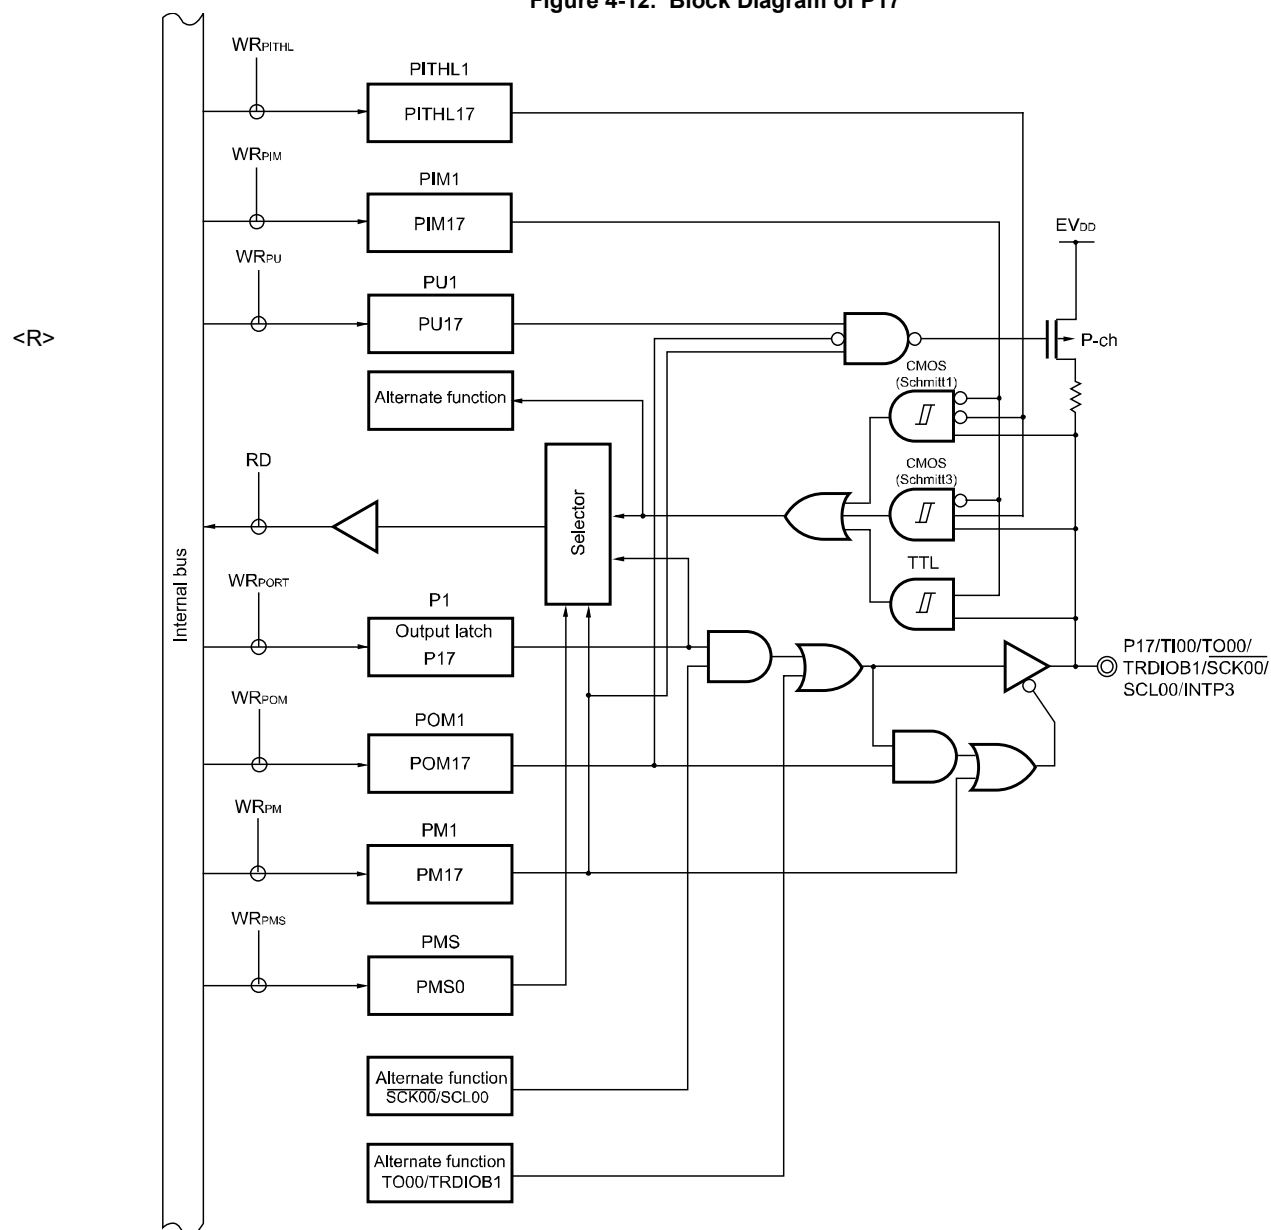 Figure 4-12. Block Diagram of P17
WRPITHL
PITHL1
PITHL17
WRPIM
PIM1
PIM17
WRPU
PU1
PU17
EVDD
<R>
P-ch
Alternate function
CMOS
(Schmitt1)
RD
Selector
CMOS
(Schmitt3)
TTL
Internal bus
WRPORT
P1
Output latch
P17
P17/TI00/TO00/
TRDIOB1/SCK00/
SCL00/INTP3
WRPOM
POM1
POM17
WRPM
PM1
PM17
WRPMS
PMS
PMS0
Alternate function
SCK00/SCL00
Alternate function
TO00/TRDIOB1